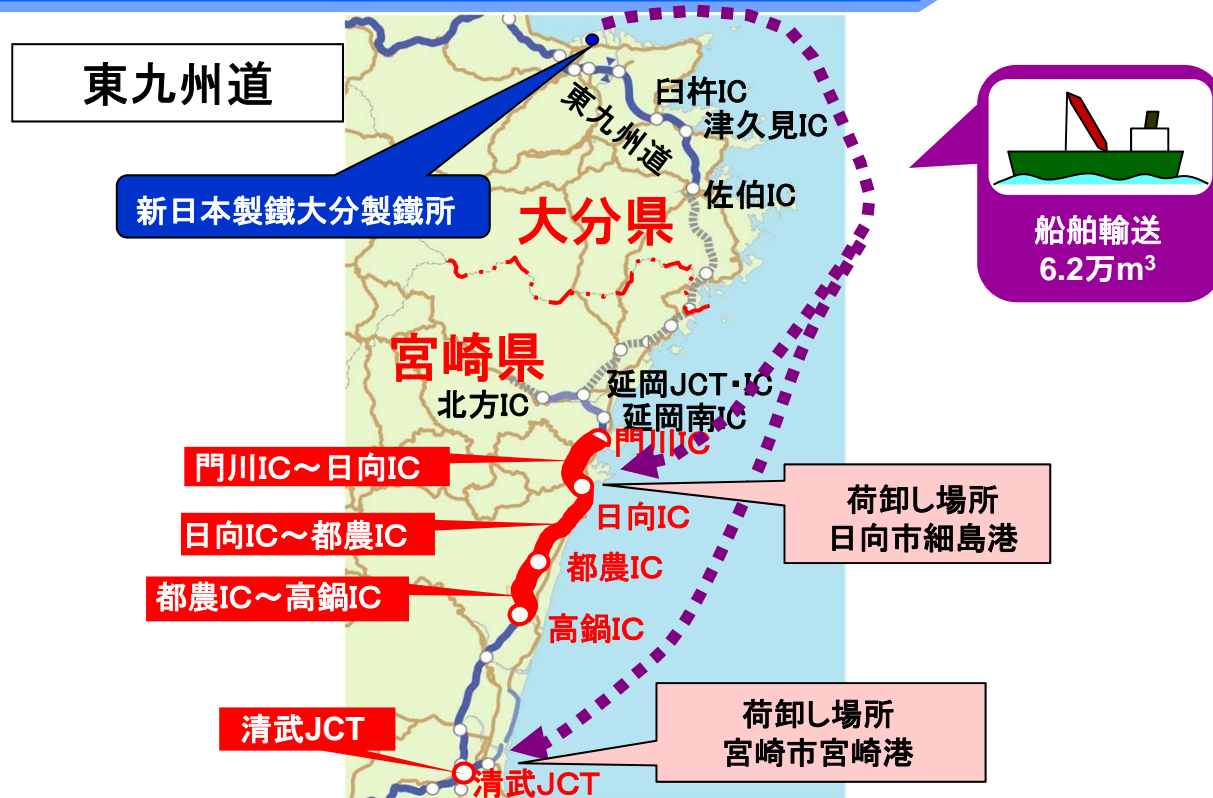 東九州道
臼杵IC
津久見IC
東九州道
佐伯IC
新日本製鐵大分製鐵所
大分県
船舶輸送
6.2万m³
宮崎県
北方IC
延岡JCT・IC
延岡南IC
門川IC
門川IC～日向IC
荷卸し場所
日向市細島港
日向IC
日向IC～都農IC
都農IC
都農IC～高鍋IC
高鍋IC
荷卸し場所
宮崎市宮崎港
清武JCT
清武JCT